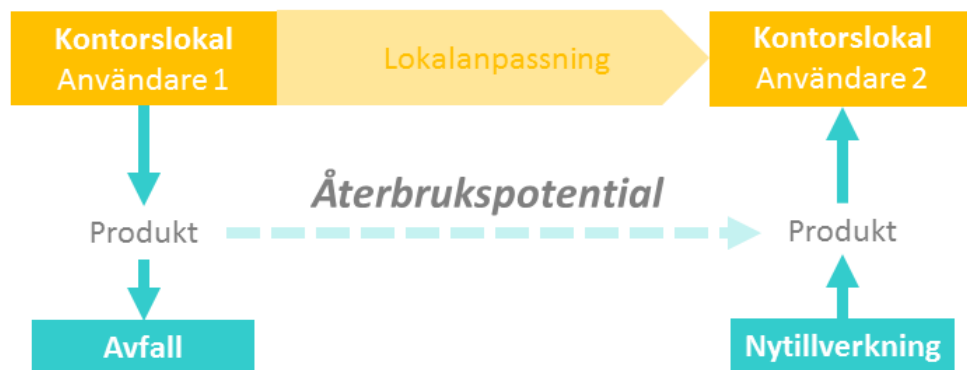 Kontorslokal
Användare 1
Lokalanpassning
Kontorslokal
Användare 2
Återbrukspotential
Produkt
Produkt
Avfall
Nytillverkning